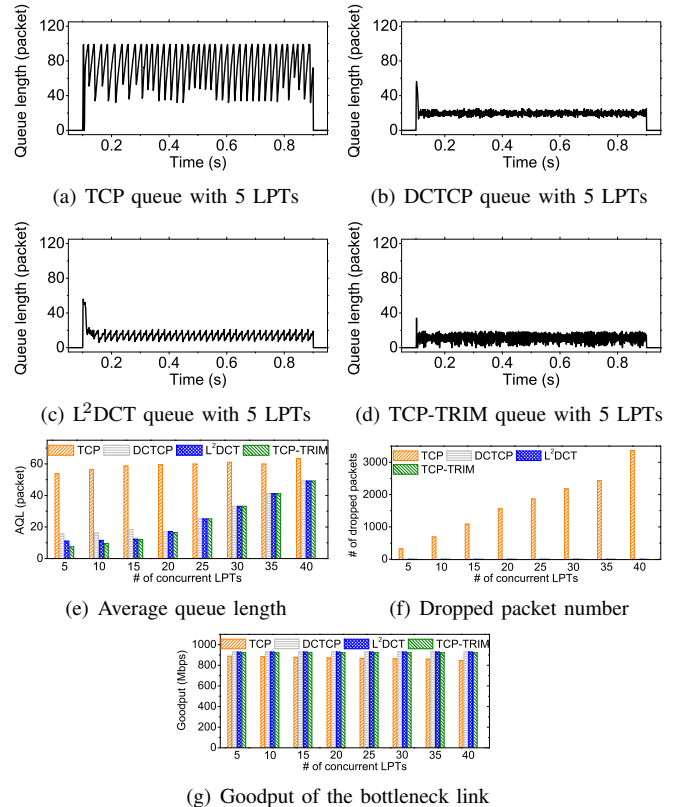 120
80
40
0
Queue length (packet)
0.2 0.4 0.6 0.8
Time (s)
(a) TCP queue with 5 LPTs
120
80
40
0
Queue length (packet)
0.2 0.4 0.6 0.8
Time (s)
(b) DCTCP queue with 5 LPTs
120
80
40
0
Queue length (packet)
0.2 0.4 0.6 0.8
Time (s)
(c) L²DCT queue with 5 LPTs
120
80
40
0
Queue length (packet)
0.2 0.4 0.6 0.8
Time (s)
(d) TCP-TRIM queue with 5 LPTs
TCP DCTCP L²DCT TCP-TRIM
60
40
20
0
AQL (packet)
5 10 15 20 25 30 35 40
# of concurrent LPTs
(e) Average queue length
TCP DCTCP L²DCT
TCP-TRIM
3000
2000
1000
0
# of dropped packets
5 10 15 20 25 30 35 40
# of concurrent LPTs
(f) Dropped packet number
TCP DCTCP L²DCT TCP-TRIM
1000
800
600
400
200
0
Goodput (Mbps)
5 10 15 20 25 30 35 40
# of concurrent LPTs
(g) Goodput of the bottleneck link